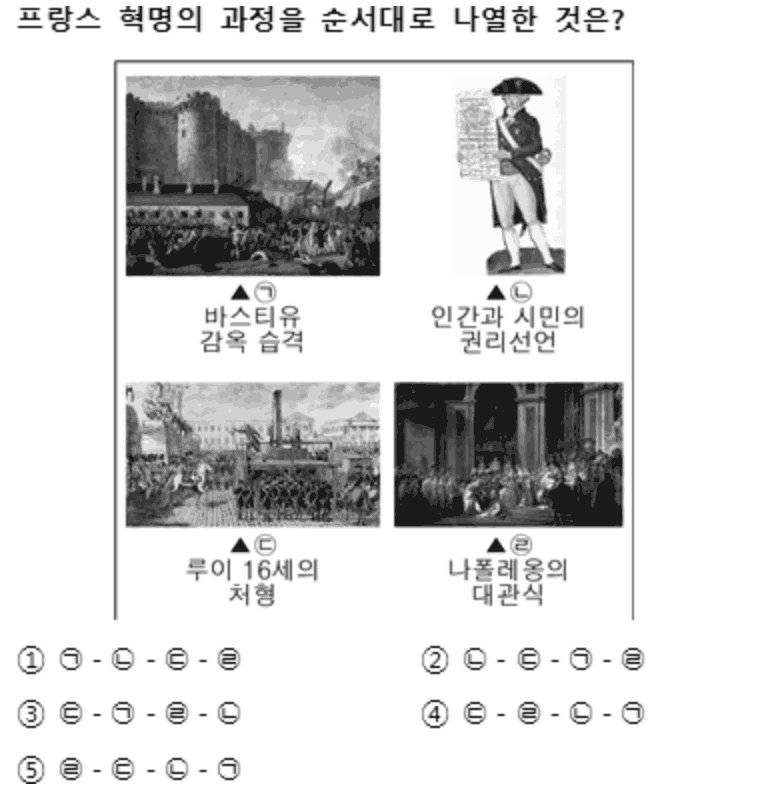 프랑스 혁명의 과정을 순서대로 나열한 것은?
▲㉠
바스티유
감옥 습격
▲㉡
인간과 시민의
권리선언
▲㉢
루이 16세의
처형
▲㉣
나폴레옹의
대관식
① ㉠ - ㉡ - ㉢ - ㉣
② ㉡ - ㉢ - ㉠ - ㉣
③ ㉢ - ㉠ - ㉣ - ㉡
④ ㉢ - ㉣ - ㉡ - ㉠
⑤ ㉣ - ㉢ - ㉡ - ㉠